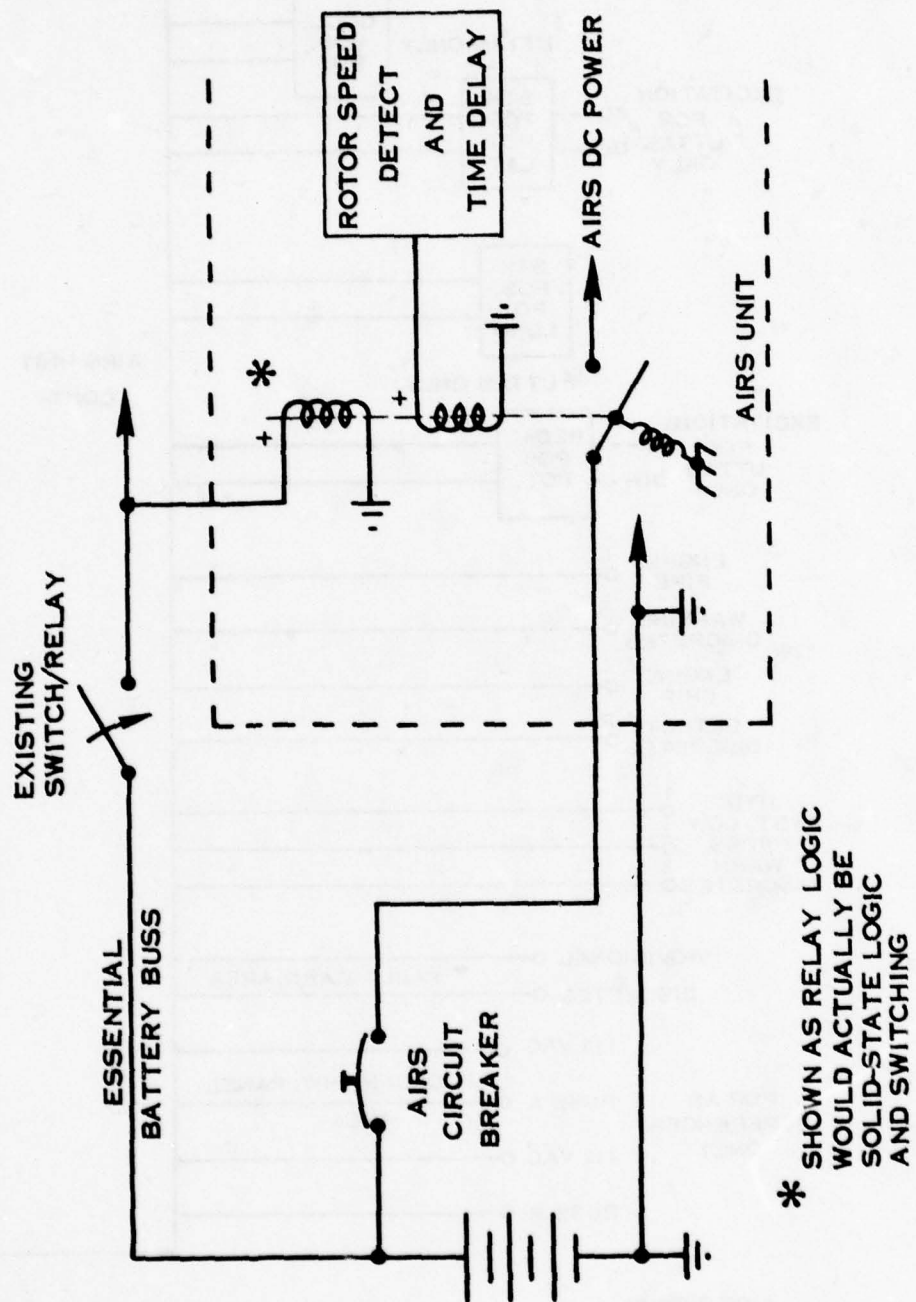 EXISTING
SWITCH/RELAY
ESSENTIAL
BATTERY BUSS
*
+
+
ROTOR SPEED
DETECT
AND
TIME DELAY
AIRS DC POWER
AIRS UNIT
AIRS
CIRCUIT
BREAKER
* SHOWN AS RELAY LOGIC
WOULD ACTUALLY BE
SOLID-STATE LOGIC
AND SWITCHING